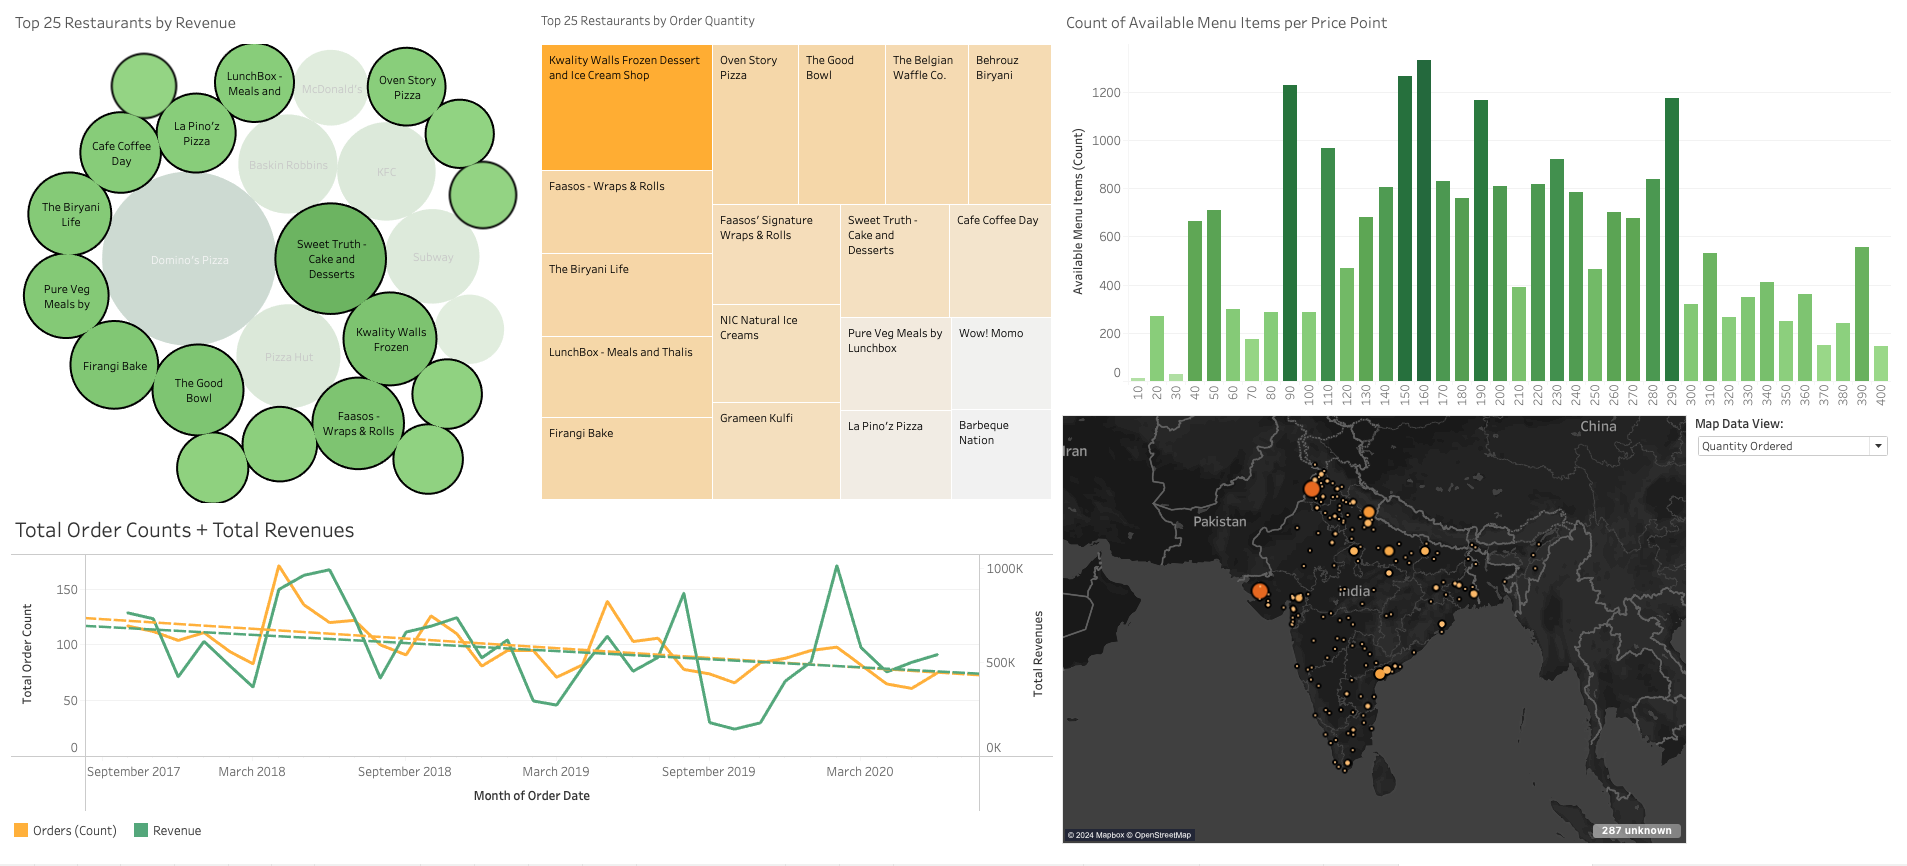 Top 25 Restaurants by Revenue
LunchBox -
Meals and
McDonald's
Oven Story
Pizza
La Pino'z
Pizza
Cafe Coffee
Day
Baskin Robbins
KFC
The Biryani
Life
Domino's Pizza
Sweet Truth -
Cake and
Desserts
Subway
Pure Veg
Meals by
Kwality Walls
Frozen
Pizza Hut
Firangi Bake
The Good
Bowl
Faasos -
Wraps & Rolls
Top 25 Restaurants by Order Quantity
Kwality Walls Frozen Dessert
and Ice Cream Shop
Oven Story
Pizza
The Good
Bowl
The Belgian
Waffle Co.
Behrouz
Biryani
Faasos - Wraps & Rolls
The Biryani Life
LunchBox - Meals and Thalis
Firangi Bake
Faasos' Signature
Wraps & Rolls
Sweet Truth -
Cake and
Desserts
Cafe Coffee Day
NIC Natural Ice
Creams
Grameen Kulfi
Pure Veg Meals by
Lunchbox
Wow! Momo
La Pino'z Pizza
Barbeque
Nation
Count of Available Menu Items per Price Point
Available Menu Items (Count)
1200
1000
800
600
400
200
0
10 20 30 40 50 60 70 80 90 100 110 120 130 140 150 160 170 180 190 200 210 220 230 240 250 260 270 280 290 300 310 320 330 340 350 360 370 380 390 400
Total Order Counts + Total Revenues
Total Order Count
150
100
50
0
1000K
500K
0K
Total Revenues
September 2017 March 2018 September 2018 March 2019 September 2019 March 2020
Month of Order Date
Orders (Count) Revenue
China
Iran
Pakistan
India
© 2024 Mapbox © OpenStreetMap
287 unknown
Map Data View:
Quantity Ordered